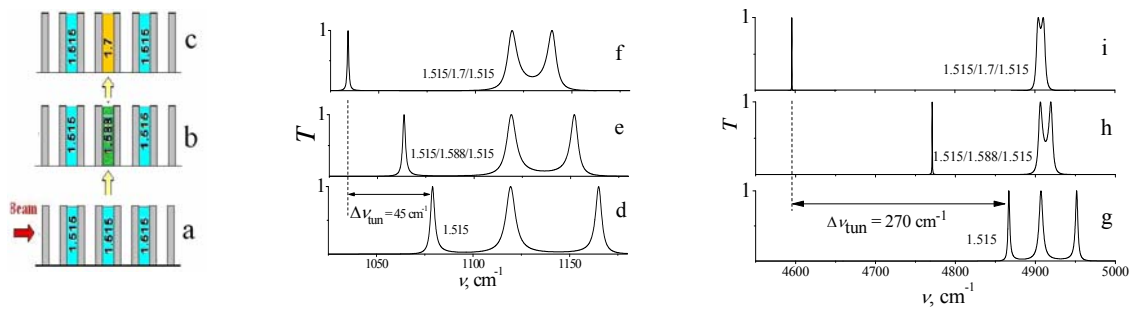 c
1.7
1.515
1.515
b
1.588
1.515
1.515
Beam
a
1.515
1.515
1.515
T
1
f
1.515/1.7/1.515
1
e
1.515/1.588/1.515
1
d
Δν_tun = 45 cm⁻¹
1.515
1050
1100
1150
ν, cm⁻¹
T
1
i
1.515/1.7/1.515
1
h
1.515/1.588/1.515
1
g
Δν_tun = 270 cm⁻¹
1.515
4600
4700
4800
4900
5000
ν, cm⁻¹